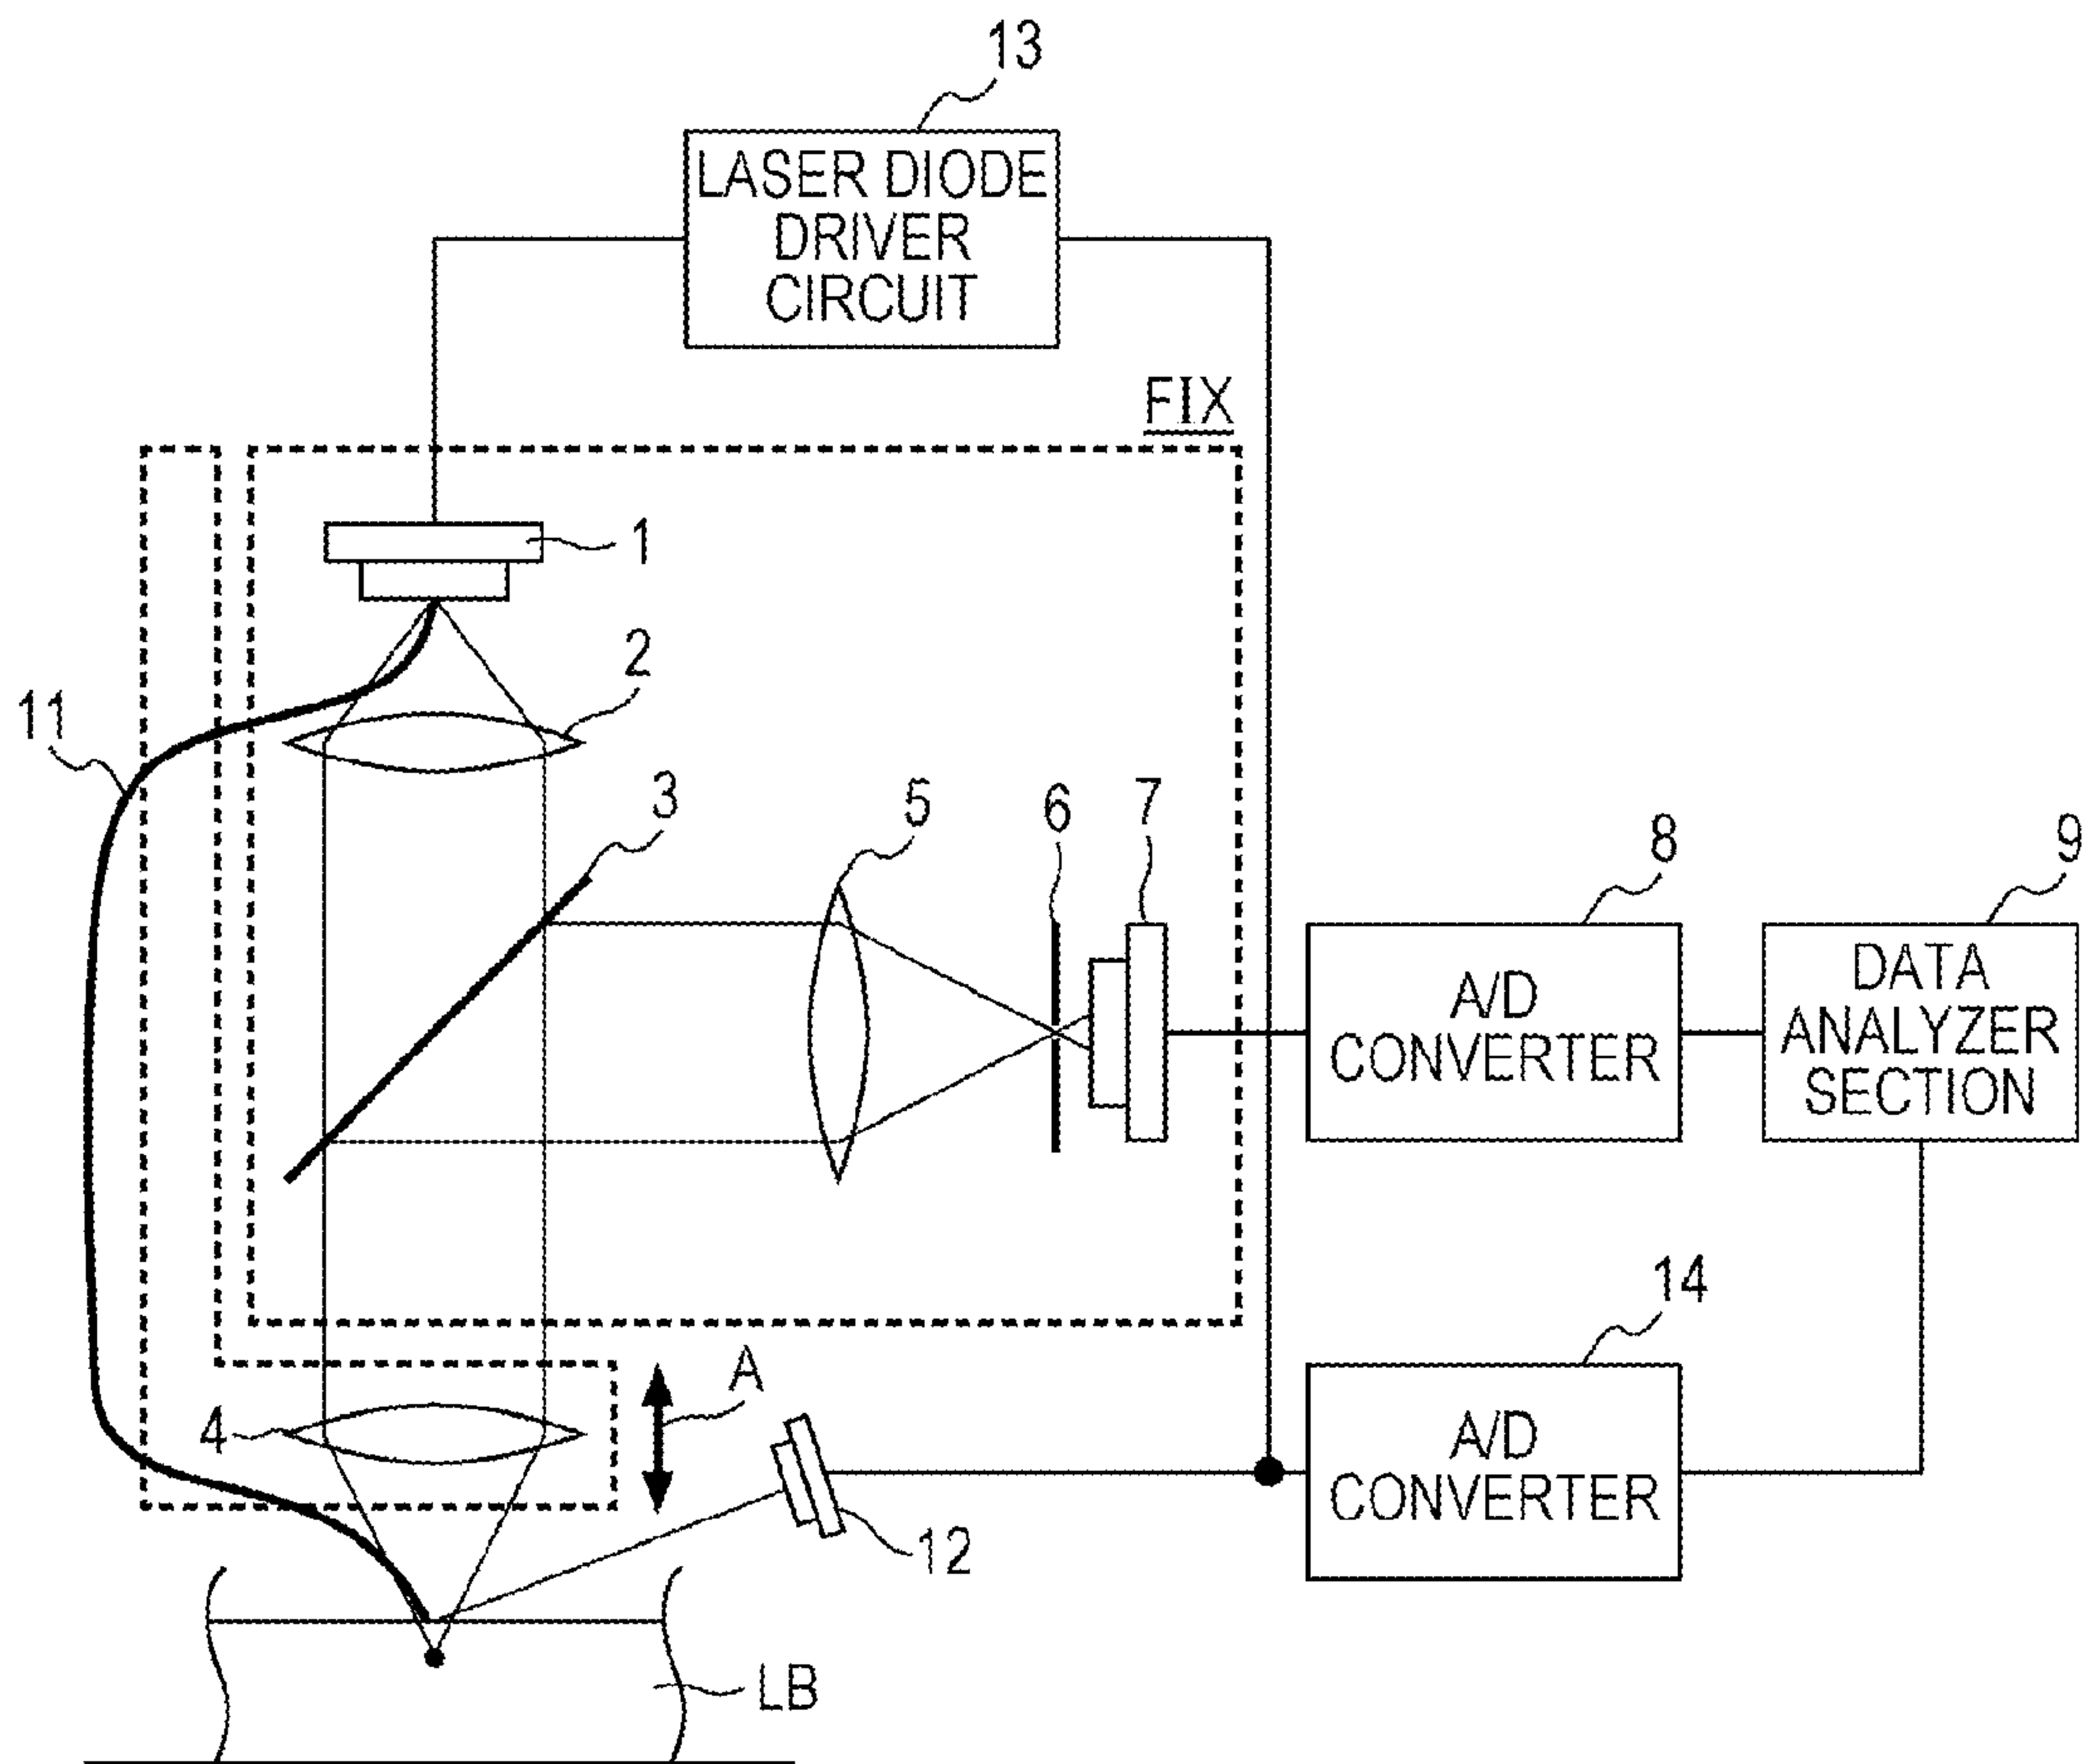 13
LASER DIODE
DRIVER
CIRCUIT
FIX
1
2
11
3
5
6
7
8
9
A/D
CONVERTER
DATA
ANALYZER
SECTION
14
A
4
A/D
CONVERTER
12
LB